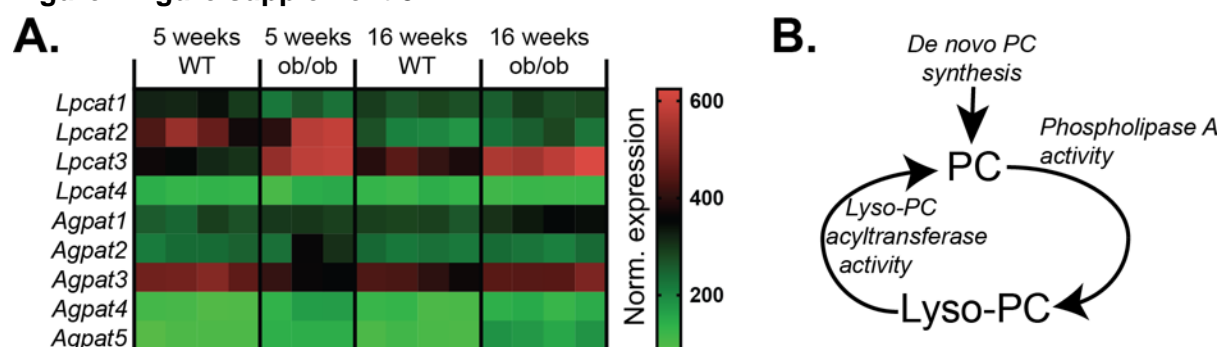 A.
5 weeks 5 weeks 16 weeks 16 weeks
WT ob/ob WT ob/ob
Lpcat1
Lpcat2
Lpcat3
Lpcat4
Agpat1
Agpat2
Agpat3
Agpat4
Agpat5
Norm. expression
600
400
200
B.
De novo PC
synthesis
Phospholipase A
activity
PC
Lyso-PC
acyltransferase
activity
Lyso-PC